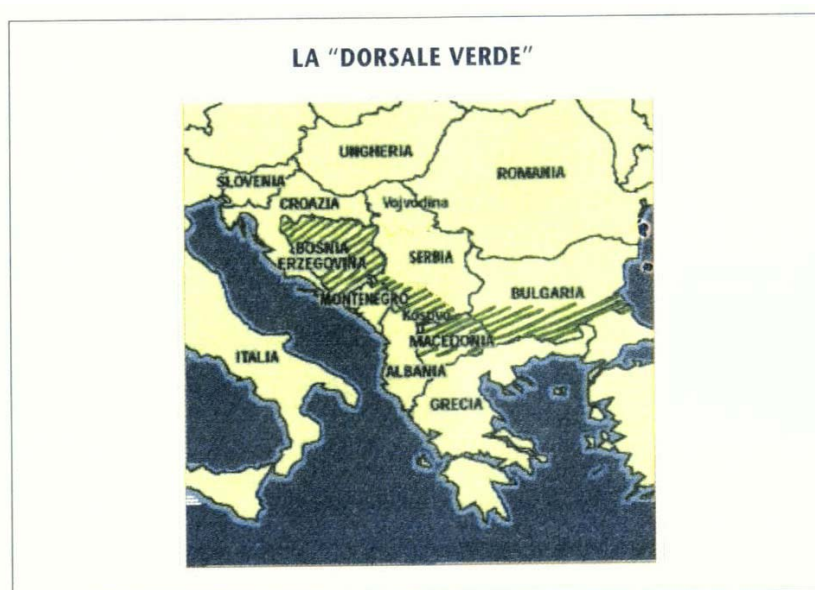 LA "DORSALE VERDE"
UNGHERIA
ROMANIA
SLOVENIA
CROAZIA
Vojvodina
BOSNIA
ERZEGOVINA
SERBIA
MONTENEGRO
BULGARIA
Kosovo
MACEDONIA
ITALIA
ALBANIA
GRECIA